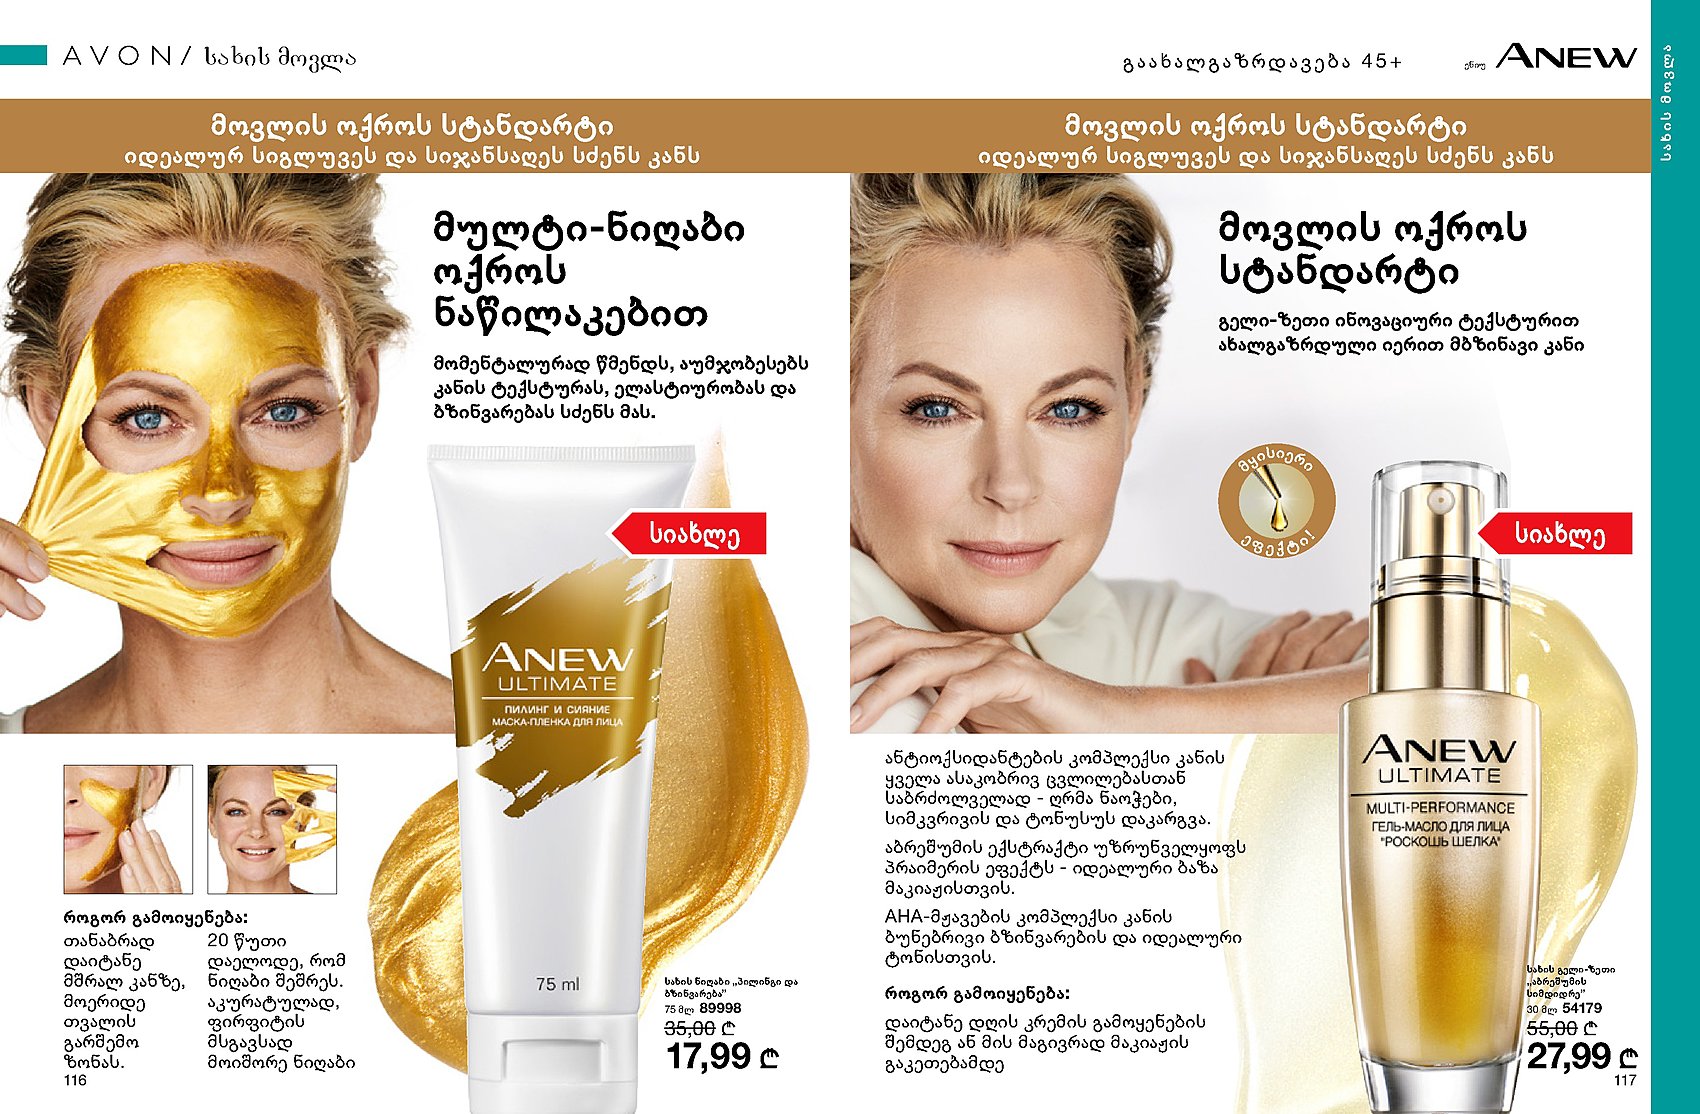 AVON/ სახის მოვლა
მოვლის ოქროს სტანდარტი
იდეალურ სიგლუვეს და სიჯანსაღეს სძენს კანს
მულტი-ნიღაბი
ოქროს
ნაწილაკებით
მომენტალურად წმენდს, აუმჯობესებს
კანის ტექსტურას, ელასტიურობას და
ბზინვარებას სძენს მას.
სიახლე
ANEW
ULTIMATE
ПИЛИНГ И СИЯНИЕ
МАСКА-ПЛЕНКА ДЛЯ ЛИЦА
75 ml
როგორ გამოიყენება:
თანაბრად
დაიტანე
მშრალ კანზე,
მოერიდე
თვალის
გარშემო
ზონას.
20 წუთი
დაელოდე, რომ
ნიღაბი შეშრეს.
აკურატულად,
ფირფიტის
მსგავსად
მოიშორე ნიღაბი
სახის ნიღაბი „პილინგი და
ბზინვარება"
75 მლ 89998
35,00 ₾
17,99 ₾
116
გაახალგაზრდავება 45+
ენიუ ANEW
სახის მოვლა
მოვლის ოქროს სტანდარტი
იდეალურ სიგლუვეს და სიჯანსაღეს სძენს კანს
მოვლის ოქროს
სტანდარტი
გელი-ზეთი ინოვაციური ტექსტურით
ახალგაზრდული იერით მბზინავი კანი
მყისიერი
ეფექტი!
სიახლე
ANEW
ULTIMATE
MULTI-PERFORMANCE
ГЕЛЬ-МАСЛО ДЛЯ ЛИЦА
"РОСКОШЬ ШЕЛКА"
ანტიოქსიდანტების კომპლექსი კანის
ყველა ასაკობრივ ცვლილებასთან
საბრძოლველად - ღრმა ნაოჭები,
სიმკვრივის და ტონუსუს დაკარგვა.
აბრეშუმის ექსტრაქტი უზრუნველყოფს
პრაიმერის ეფექტს - იდეალური ბაზა
მაკიაჟისთვის.
AHA-მჟავების კომპლექსი კანის
ბუნებრივი ბზინვარების და იდეალური
ტონისთვის.
როგორ გამოიყენება:
დაიტანე დღის კრემის გამოყენების
შემდეგ ან მის მაგივრად მაკიაჟის
გაკეთებამდე
სახის გელი-ზეთი
„აბრეშუმის
სიმდიდრე"
30 მლ 54179
55,00 ₾
27,99 ₾
117